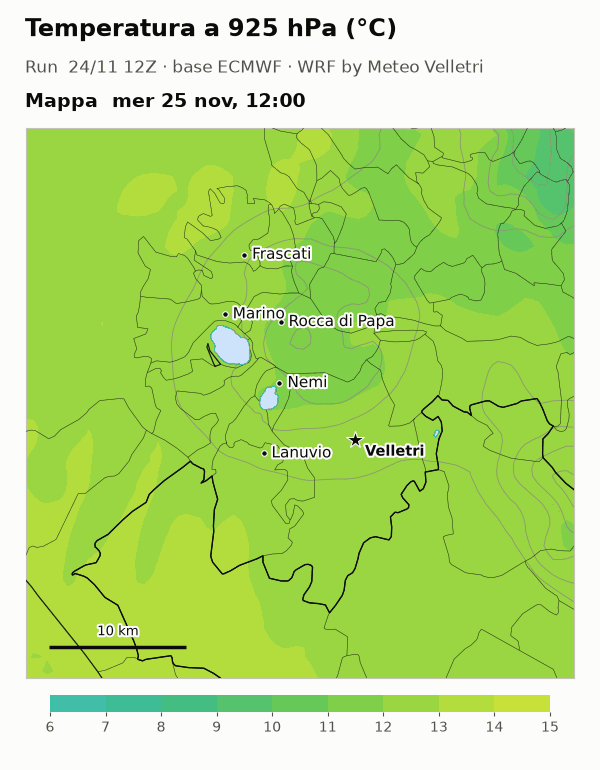 Temperatura a 925 hPa (°C)
Run  24/11 12Z · base ECMWF · WRF by Meteo Velletri
Mappa  mer 25 nov, 12:00
Frascati
Marino
Rocca di Papa
Nemi
Velletri
Lanuvio
10 km
6 7 8 9 10 11 12 13 14 15